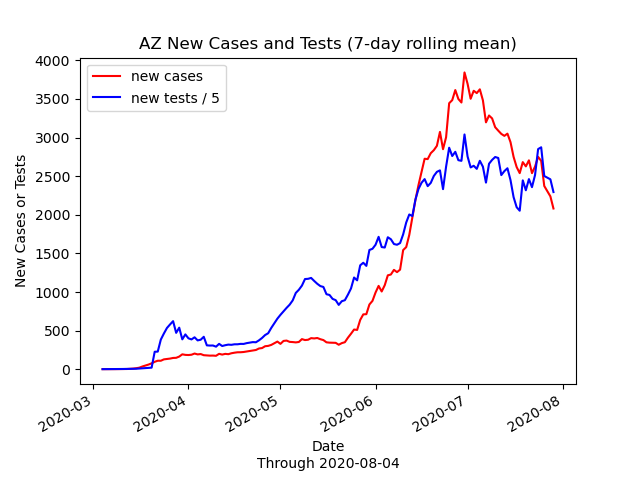 AZ New Cases and Tests (7-day rolling mean)
new cases
new tests / 5
New Cases or Tests
4000
3500
3000
2500
2000
1500
1000
500
0
2020-03
2020-04
2020-05
2020-06
2020-07
2020-08
Date
Through 2020-08-04